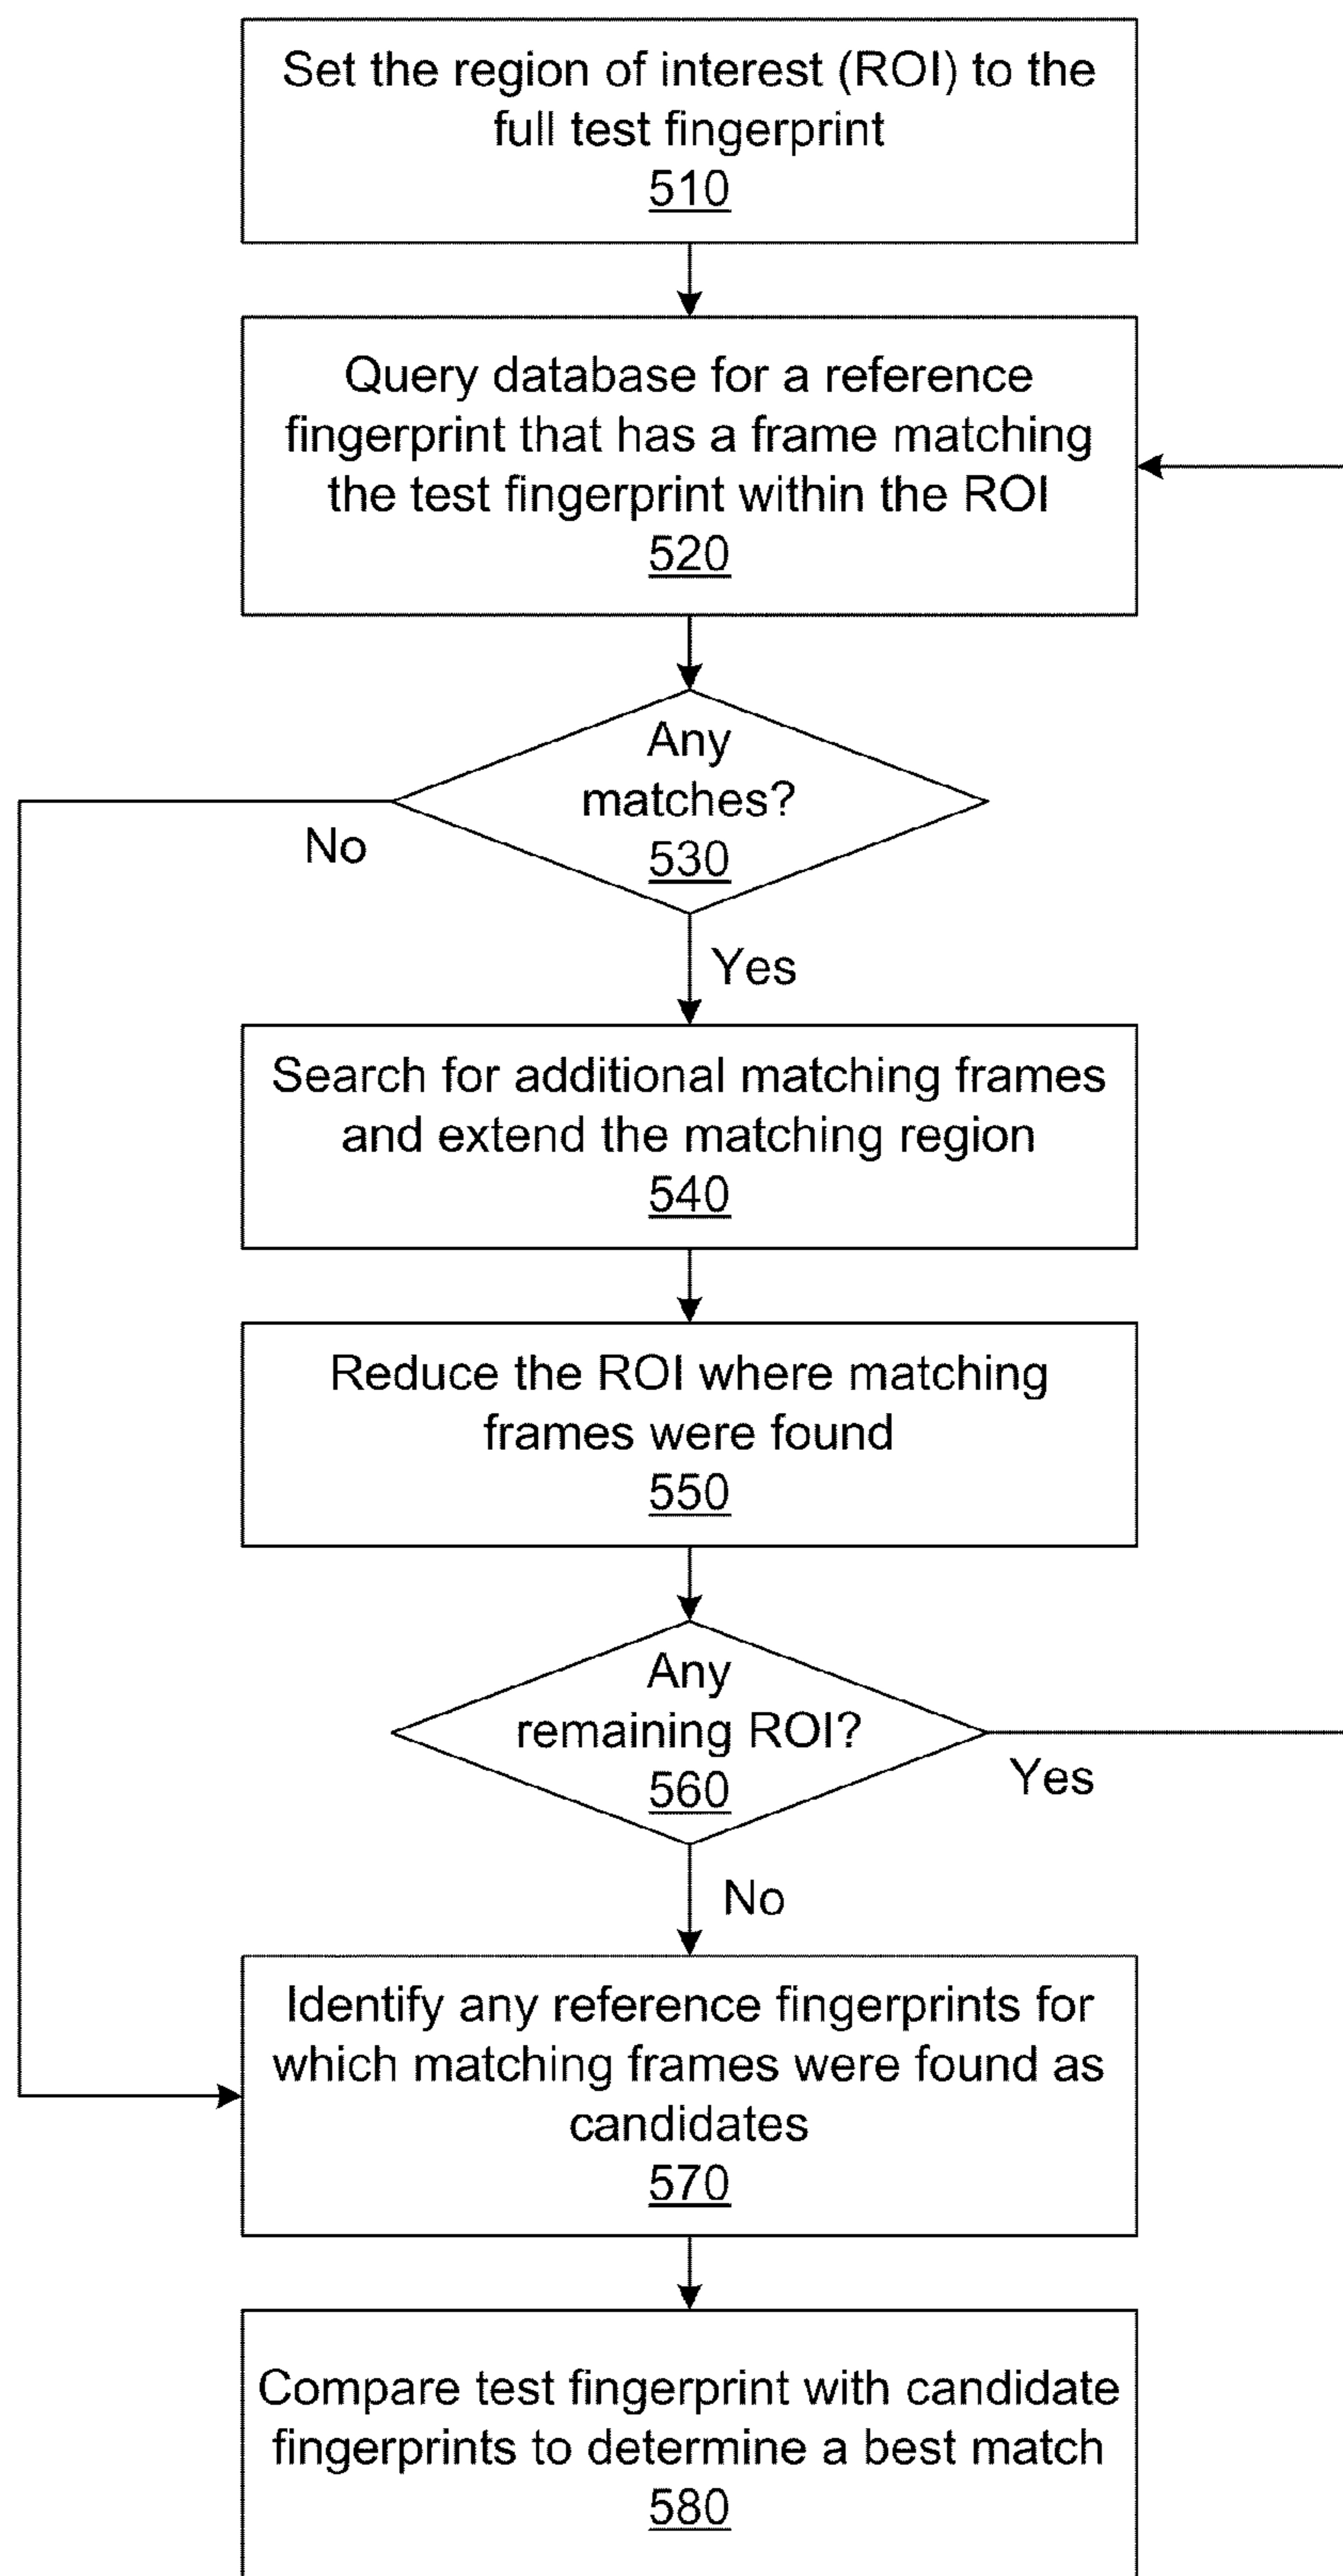 Set the region of interest (ROI) to the
full test fingerprint
510
Query database for a reference
fingerprint that has a frame matching
the test fingerprint within the ROI
520
Any
matches?
530
No
Yes
Search for additional matching frames
and extend the matching region
540
Reduce the ROI where matching
frames were found
550
Any
remaining ROI?
560
Yes
No
Identify any reference fingerprints for
which matching frames were found as
candidates
570
Compare test fingerprint with candidate
fingerprints to determine a best match
580